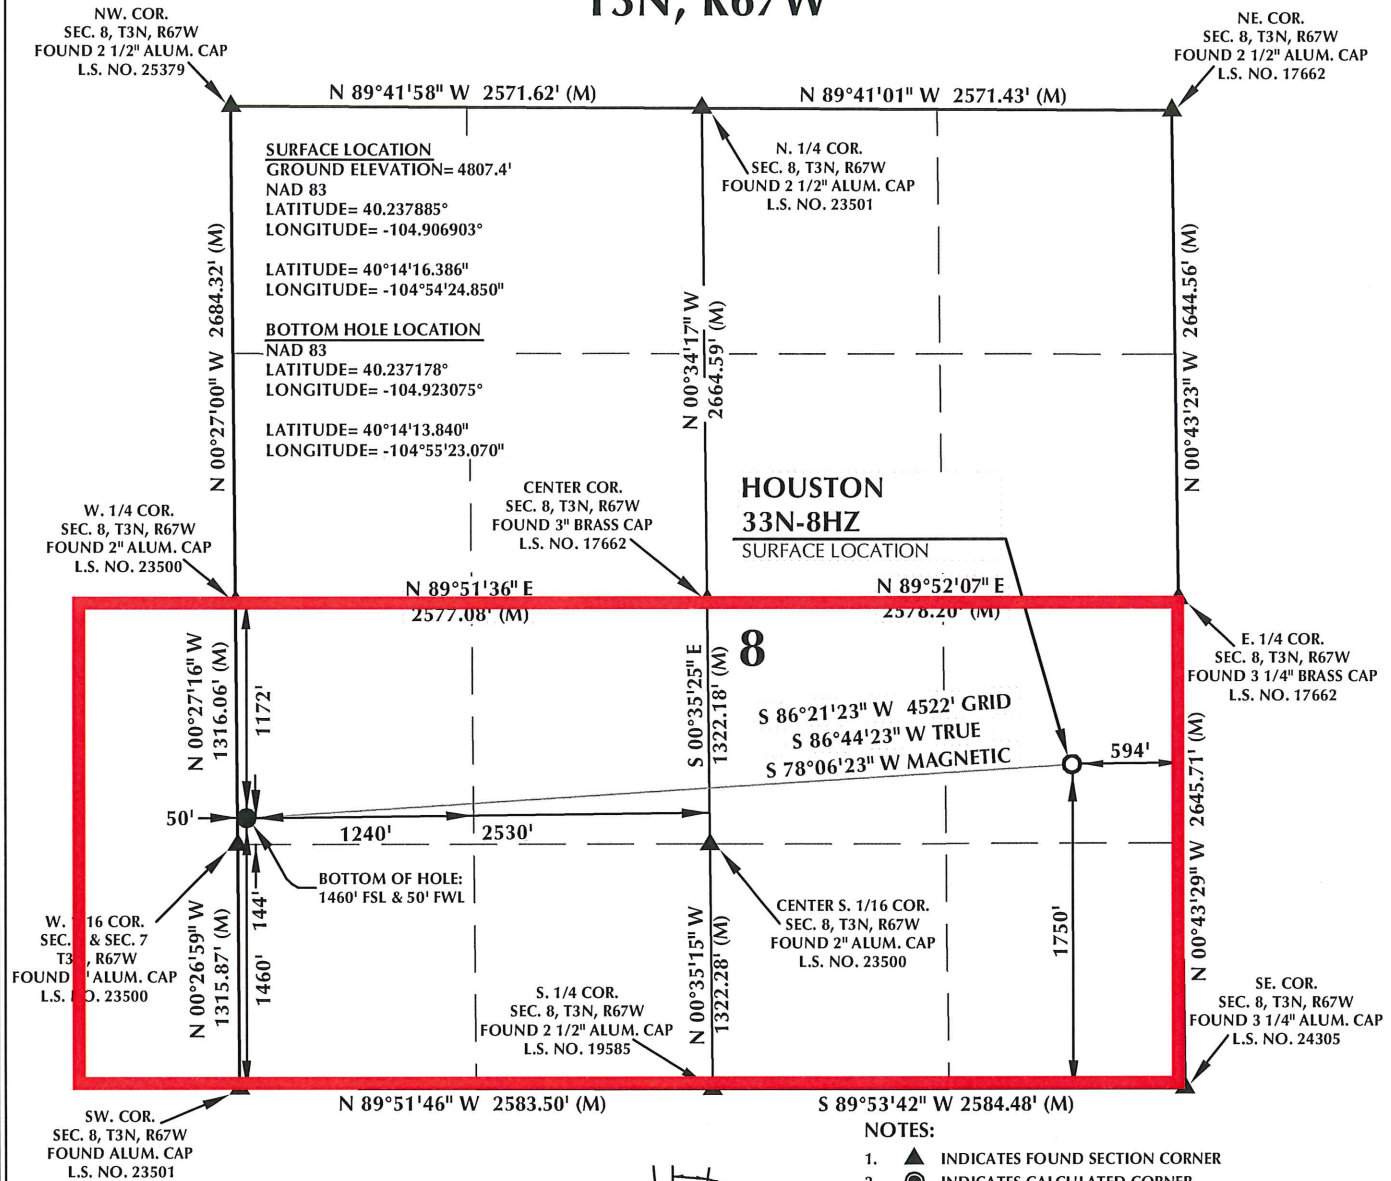 T3N, R67W
NW. COR.
SEC. 8, T3N, R67W
FOUND 2 1/2" ALUM. CAP
L.S. NO. 25379
NE. COR.
SEC. 8, T3N, R67W
FOUND 2 1/2" ALUM. CAP
L.S. NO. 17662
N 89°41'58" W 2571.62' (M)
N 89°41'01" W 2571.43' (M)
SURFACE LOCATION
GROUND ELEVATION= 4807.4'
NAD 83
LATITUDE= 40.237885°
LONGITUDE= -104.906903°
LATITUDE= 40°14'16.386"
LONGITUDE= -104°54'24.850"
BOTTOM HOLE LOCATION
NAD 83
LATITUDE= 40.237178°
LONGITUDE= -104.923075°
LATITUDE= 40°14'13.840"
LONGITUDE= -104°55'23.070"
N. 1/4 COR.
SEC. 8, T3N, R67W
FOUND 2 1/2" ALUM. CAP
L.S. NO. 23501
N 00°27'00" W 2684.32' (M)
N 00°34'17" W
2664.59' (M)
N 00°43'23" W 2644.56' (M)
W. 1/4 COR.
SEC. 8, T3N, R67W
FOUND 2" ALUM. CAP
L.S. NO. 23500
CENTER COR.
SEC. 8, T3N, R67W
FOUND 3" BRASS CAP
L.S. NO. 17662
HOUSTON
33N-8HZ
SURFACE LOCATION
N 89°51'36" E
2577.08' (M)
N 89°52'07" E
2578.20' (M)
8
E. 1/4 COR.
SEC. 8, T3N, R67W
FOUND 3 1/4" BRASS CAP
L.S. NO. 17662
N 00°27'16" W
1316.06' (M)
1172'
S 00°35'25" E
1322.18' (M)
S 86°21'23" W 4522' GRID
S 86°44'23" W TRUE
S 78°06'23" W MAGNETIC
594'
N 00°43'29" W 2645.71' (M)
50'
1240'
2530'
BOTTOM OF HOLE:
1460' FSL & 50' FWL
144'
1460'
1750'
W. 1/16 COR.
SEC. & SEC. 7
T3N, R67W
FOUND ALUM. CAP
L.S. NO. 23500
N 00°26'59" W
1315.87' (M)
CENTER S. 1/16 COR.
SEC. 8, T3N, R67W
FOUND 2" ALUM. CAP
L.S. NO. 23500
N 00°35'15" W
1322.28' (M)
S. 1/4 COR.
SEC. 8, T3N, R67W
FOUND 2 1/2" ALUM. CAP
L.S. NO. 19585
SE. COR.
SEC. 8, T3N, R67W
FOUND 3 1/4" ALUM. CAP
L.S. NO. 24305
N 89°51'46" W 2583.50' (M)
S 89°53'42" W 2584.48' (M)
SW. COR.
SEC. 8, T3N, R67W
FOUND ALUM. CAP
L.S. NO. 23501
NOTES:
1. INDICATES FOUND SECTION CORNER
2. INDICATES CALCULATED CORNER